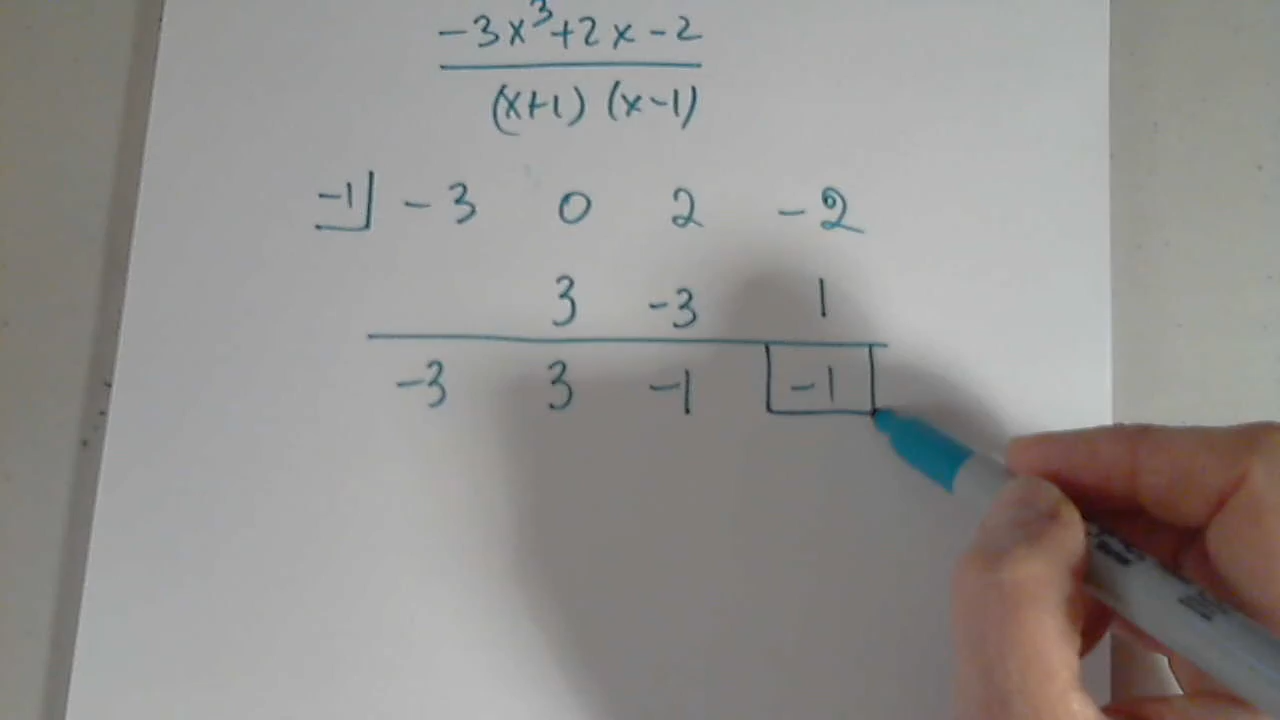 -3x³+2x-2
(x+1) (x-1)
-1 -3 0 2 -2
3 -3 1
-3 3 -1 -1